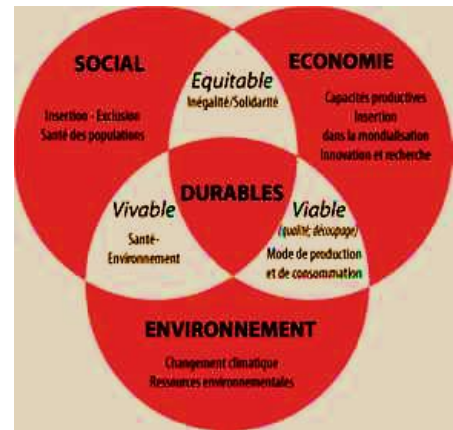 SOCIAL
Insertion - Exclusion
Santé des populations
Equitable
Inégalité/Solidarité
ECONOMIE
Capacités productives
Insertion
dans la mondialisation
Innovation et recherche
DURABLES
Vivable
Santé-
Environnement
Viable
(qualité; découpage)
Mode de production
et de consommation
ENVIRONNEMENT
Changement climatique
Ressources environnementales